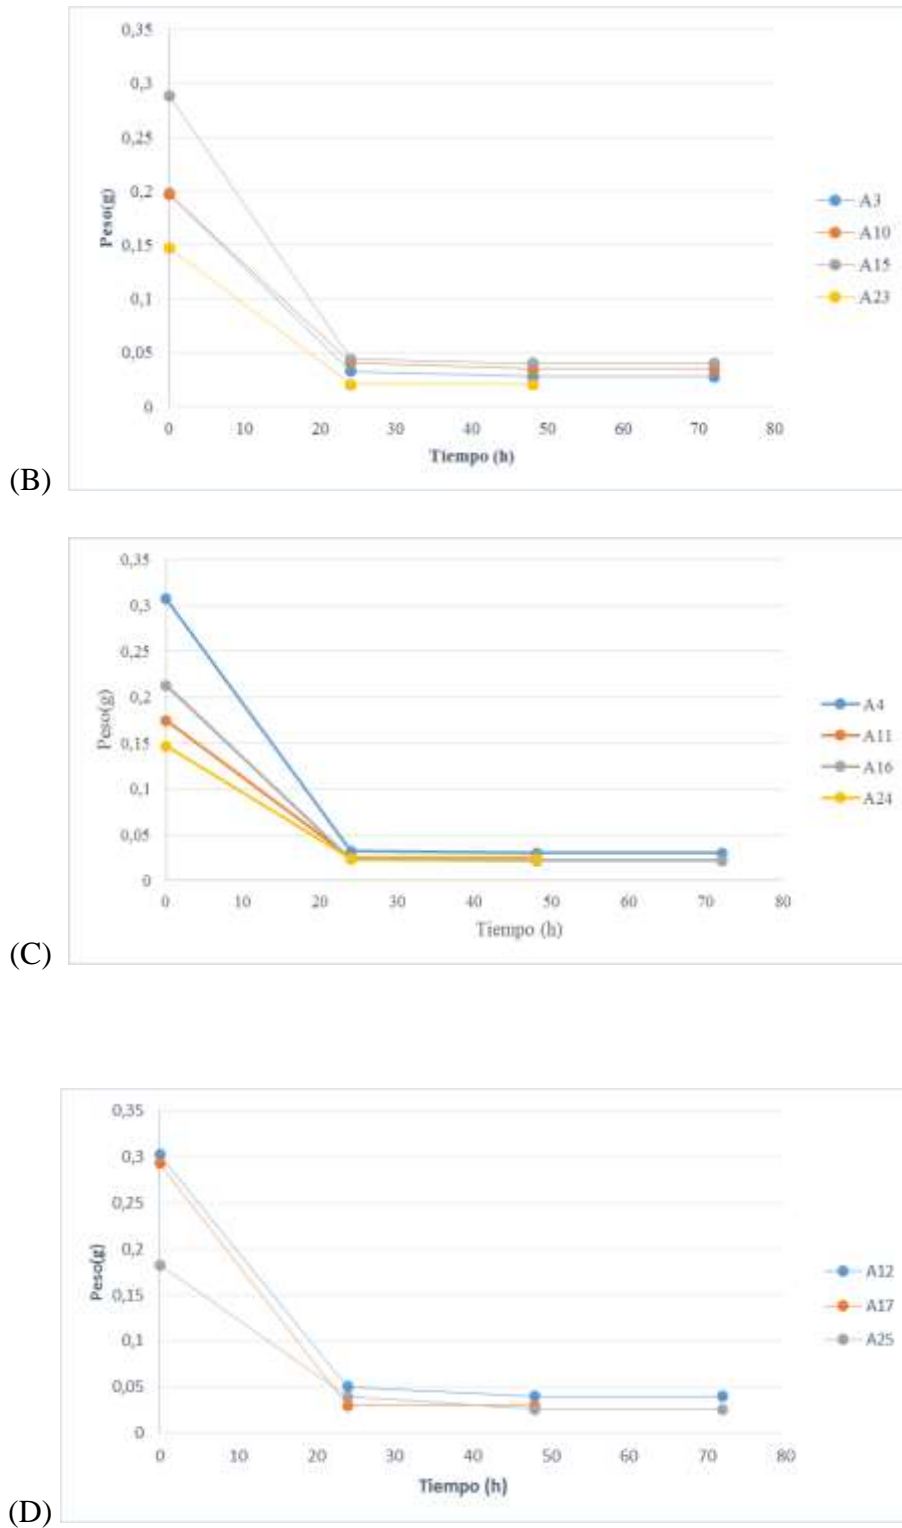 0,35
0,3
0,25
0,2
0,15
0,1
0,05
0
Peso(g)
0 10 20 30 40 50 60 70 80
Tiempo (h)
A3
A10
A15
A23
(B)
0,35
0,3
0,25
0,2
0,15
0,1
0,05
0
Peso(g)
0 10 20 30 40 50 60 70 80
Tiempo (h)
A4
A11
A16
A24
(C)
0,35
0,3
0,25
0,2
0,15
0,1
0,05
0
Peso(g)
0 10 20 30 40 50 60 70 80
Tiempo (h)
A12
A17
A25
(D)